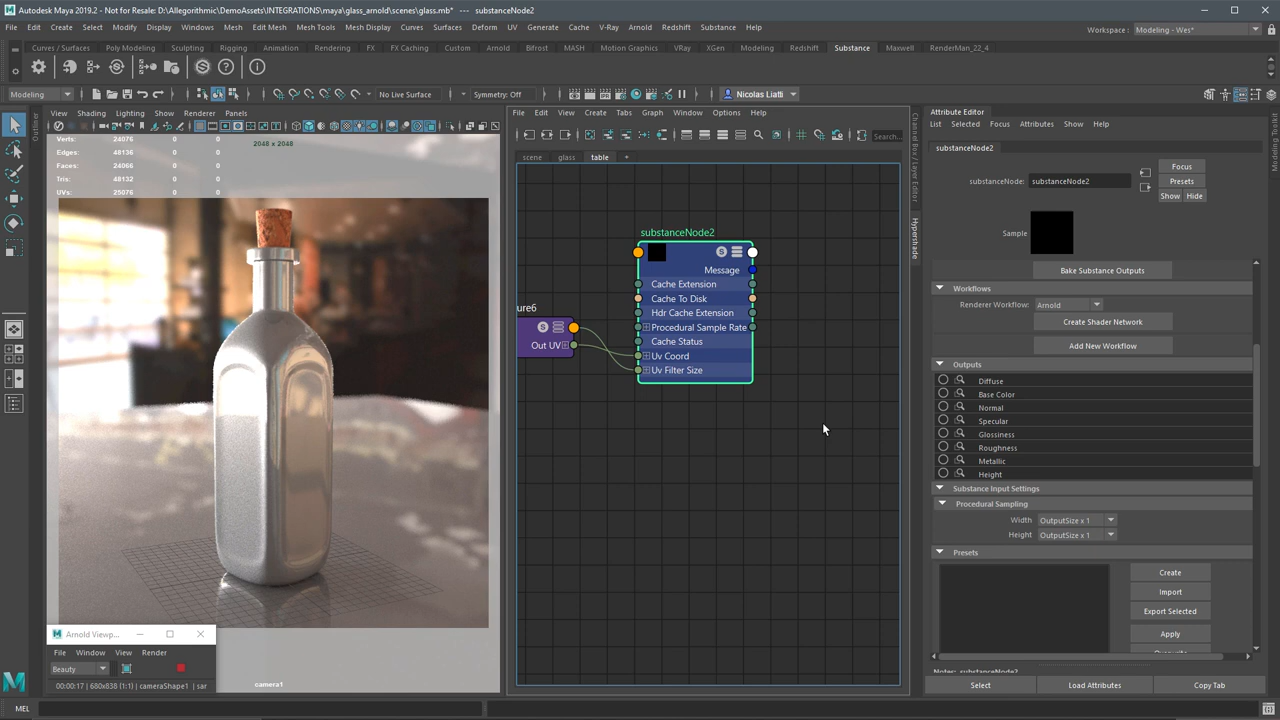 Autodesk Maya 2019.2 - Not for Resale: D:\Allegorithmic\DemoAssets\INTEGRATIONS\maya\glass_arnold\scenes\glass.mb* --- substanceNode2
File Edit Create Select Modify Display Windows Mesh Edit Mesh Mesh Tools Mesh Display Curves Surfaces Deform UV Generate Cache V-Ray Arnold Redshift Substance Help
Workspace : Modeling - Wes*
Curves / Surfaces Poly Modeling Sculpting Rigging Animation Rendering FX FX Caching Custom Arnold Bifrost MASH Motion Graphics VRay XGen Modeling Redshift Substance Maxwell RenderMan_22_4
Modeling No Live Surface Symmetry: Off Nicolas Liatti
View Shading Lighting Show Renderer Panels
Outliner
Verts: 24076 0 0
Edges: 48136 0 0
Faces: 24066 0 0
Tris: 48132 0 0
UVs: 25076 0 0
2048 x 2048
camera1
Arnold Viewp...
File Window View Render
Beauty
00:00:17 | 680x838 [1:1] | cameraShape1 | sar
File Edit View Create Tabs Graph Window Options Help
Search...
scene glass table +
substanceNode2
Message
Cache Extension
Cache To Disk
Hdr Cache Extension
Procedural Sample Rate
Cache Status
Uv Coord
Uv Filter Size
ure6
Out UV
Channel Box / Layer Editor
Hypershade
Attribute Editor
List Selected Focus Attributes Show Help
substanceNode2
substanceNode: substanceNode2
Focus
Presets
Show Hide
Sample
Bake Substance Outputs
Workflows
Renderer Workflow: Arnold
Create Shader Network
Add New Workflow
Outputs
Diffuse
Base Color
Normal
Specular
Glossiness
Roughness
Metallic
Height
Substance Input Settings
Procedural Sampling
Width OutputSize x 1
Height OutputSize x 1
Presets
Create
Import
Export Selected
Apply
Notes: substanceNode2
Select Load Attributes Copy Tab
Modeling Toolkit
MEL